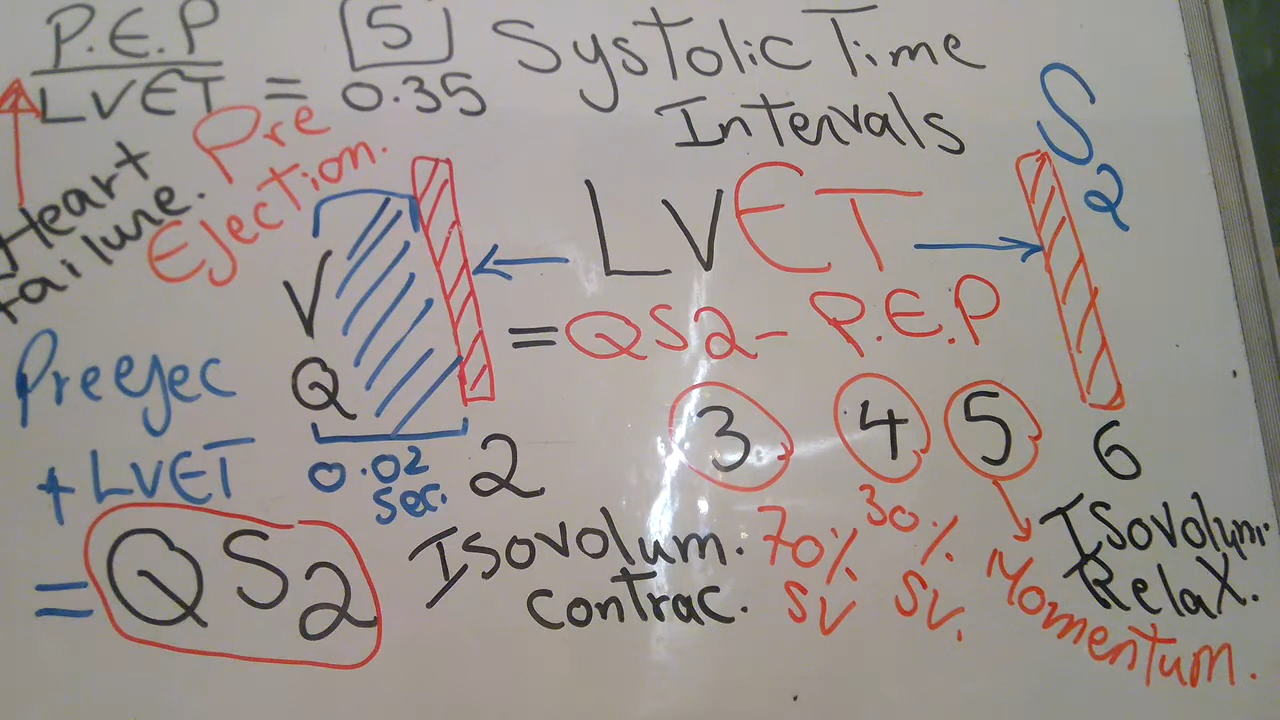 P.E.P
LVET
= 5
0.35
Systolic Time
Intervals
Heart
failure.
Pre
Ejection.
S2
LVET
= QS2- P.E.P
V
Q
0.02
sec.
Preejec
+ LVET
= QS2
2
Isovolum.
contrac.
3
4
5
6
70%
SV
30%
SV.
Momentum.
Isovolum.
Relax.